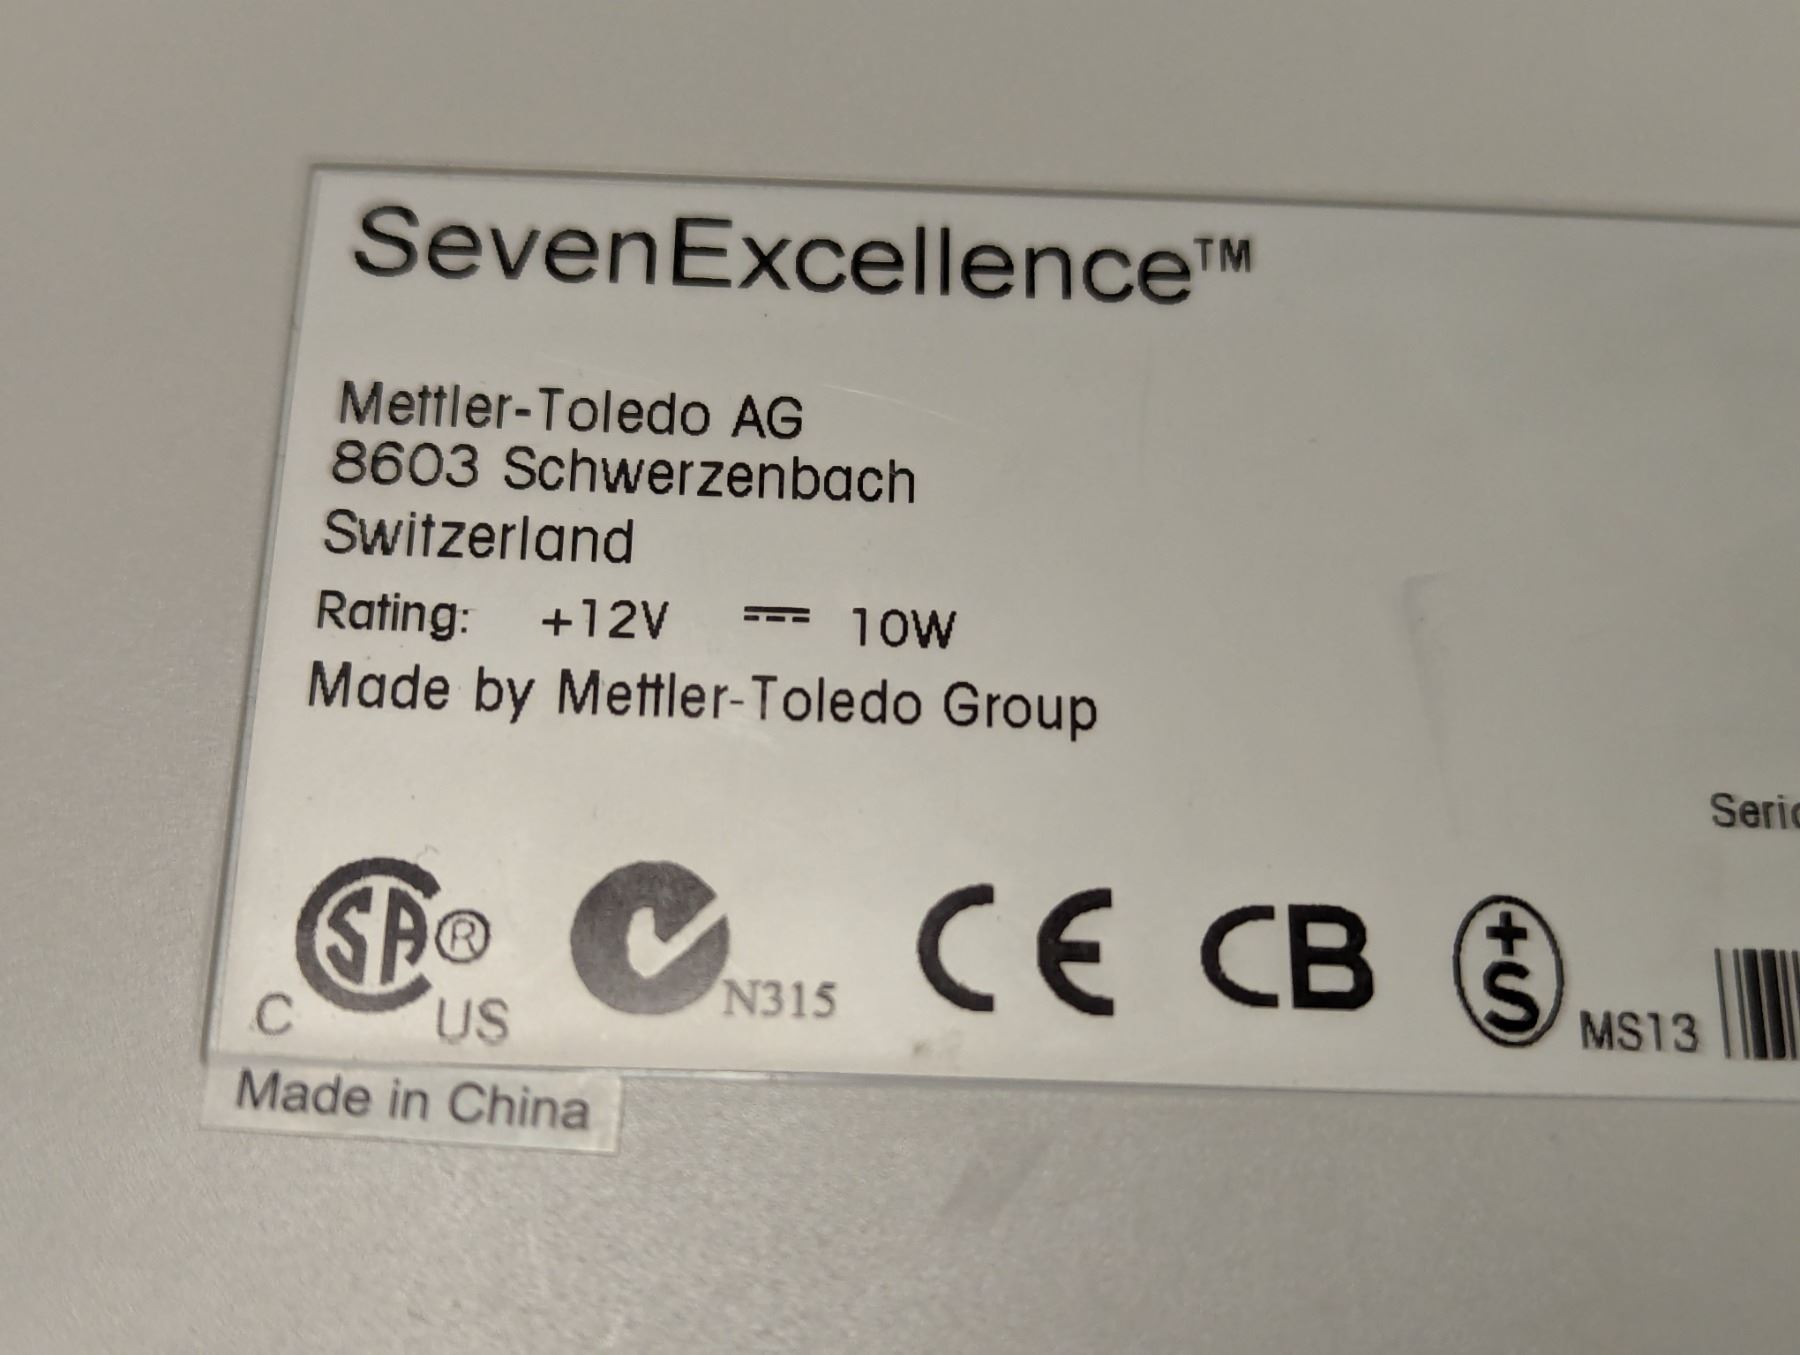 SevenExcellence™
Mettler-Toledo AG
8603 Schwerzenbach
Switzerland
Rating: +12V ⎓ 10W
Made by Mettler-Toledo Group
CSA® C US
N315
CE
CB
+S
MS13
Made in China